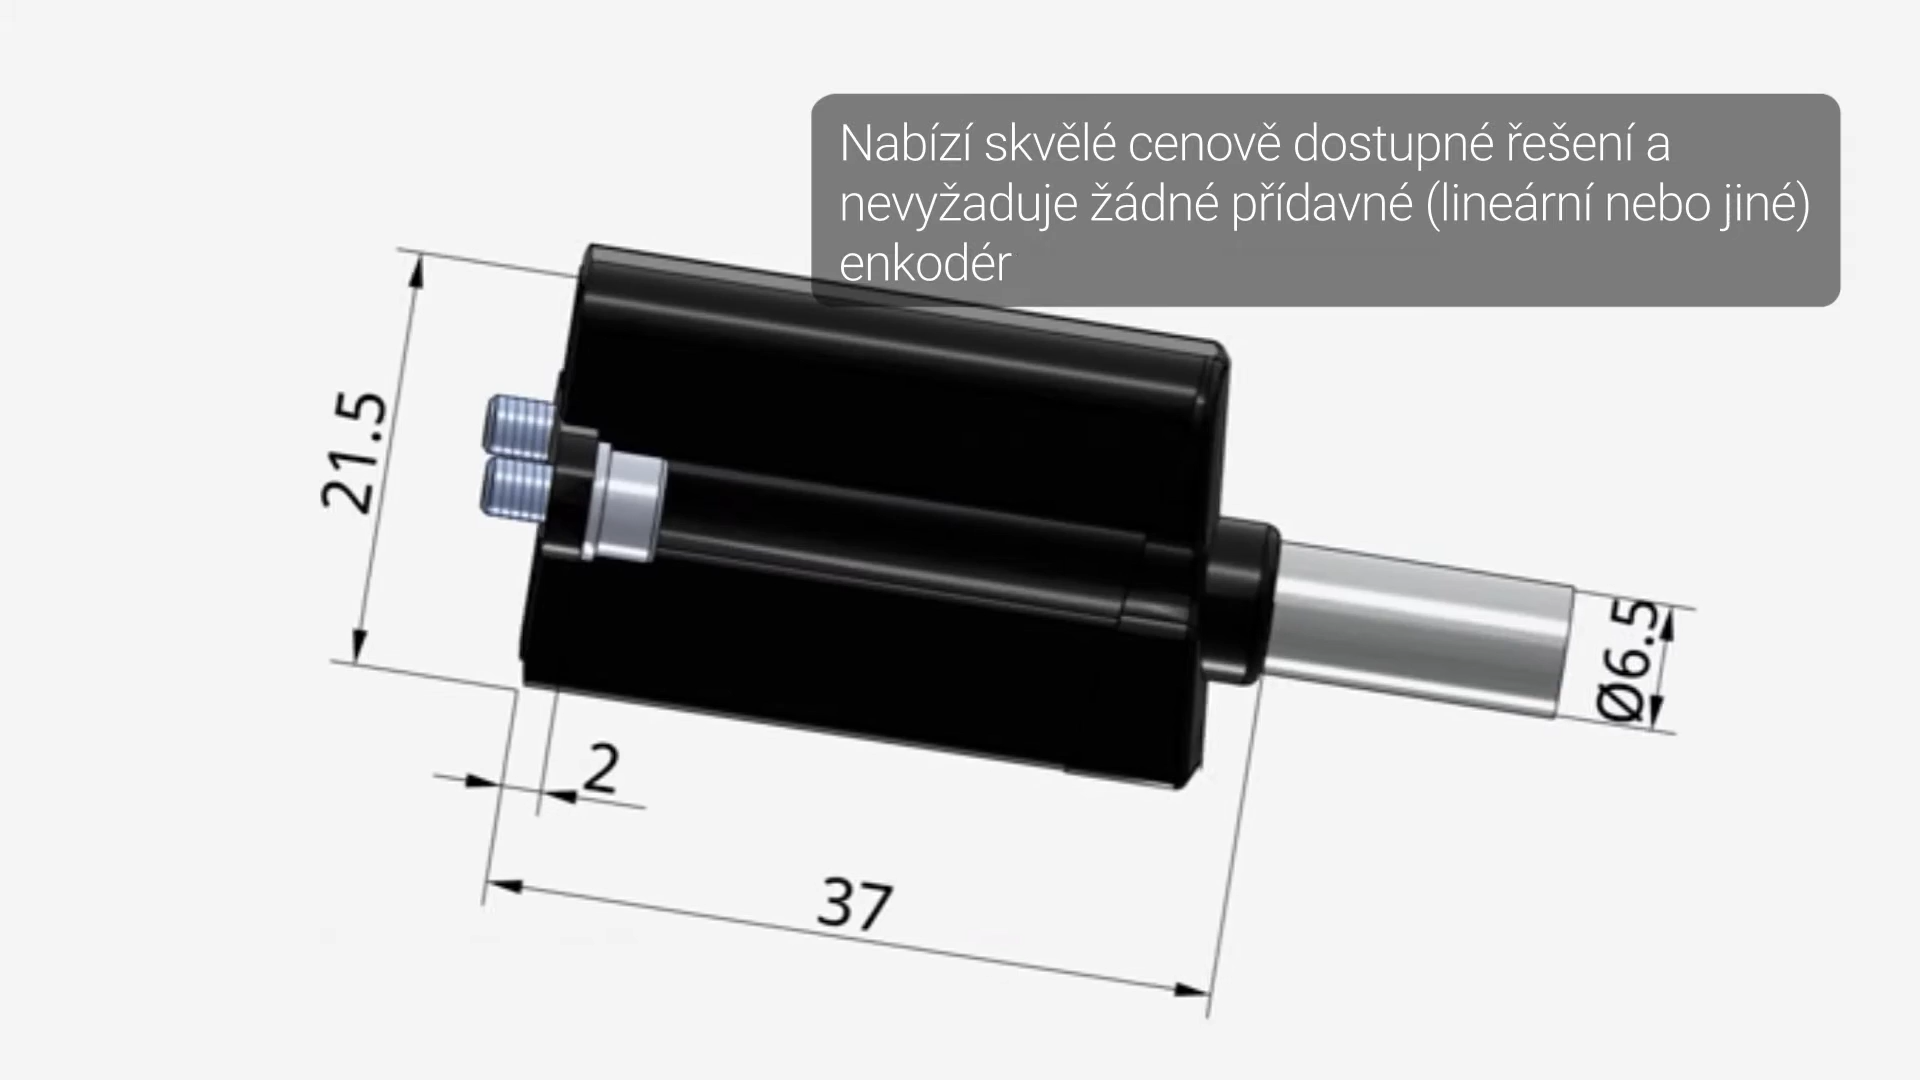 Nabízí skvělé cenově dostupné řešení a
nevyžaduje žádné přídavné (lineární nebo jiné)
enkodér
21.5
Ø6.5
2
37